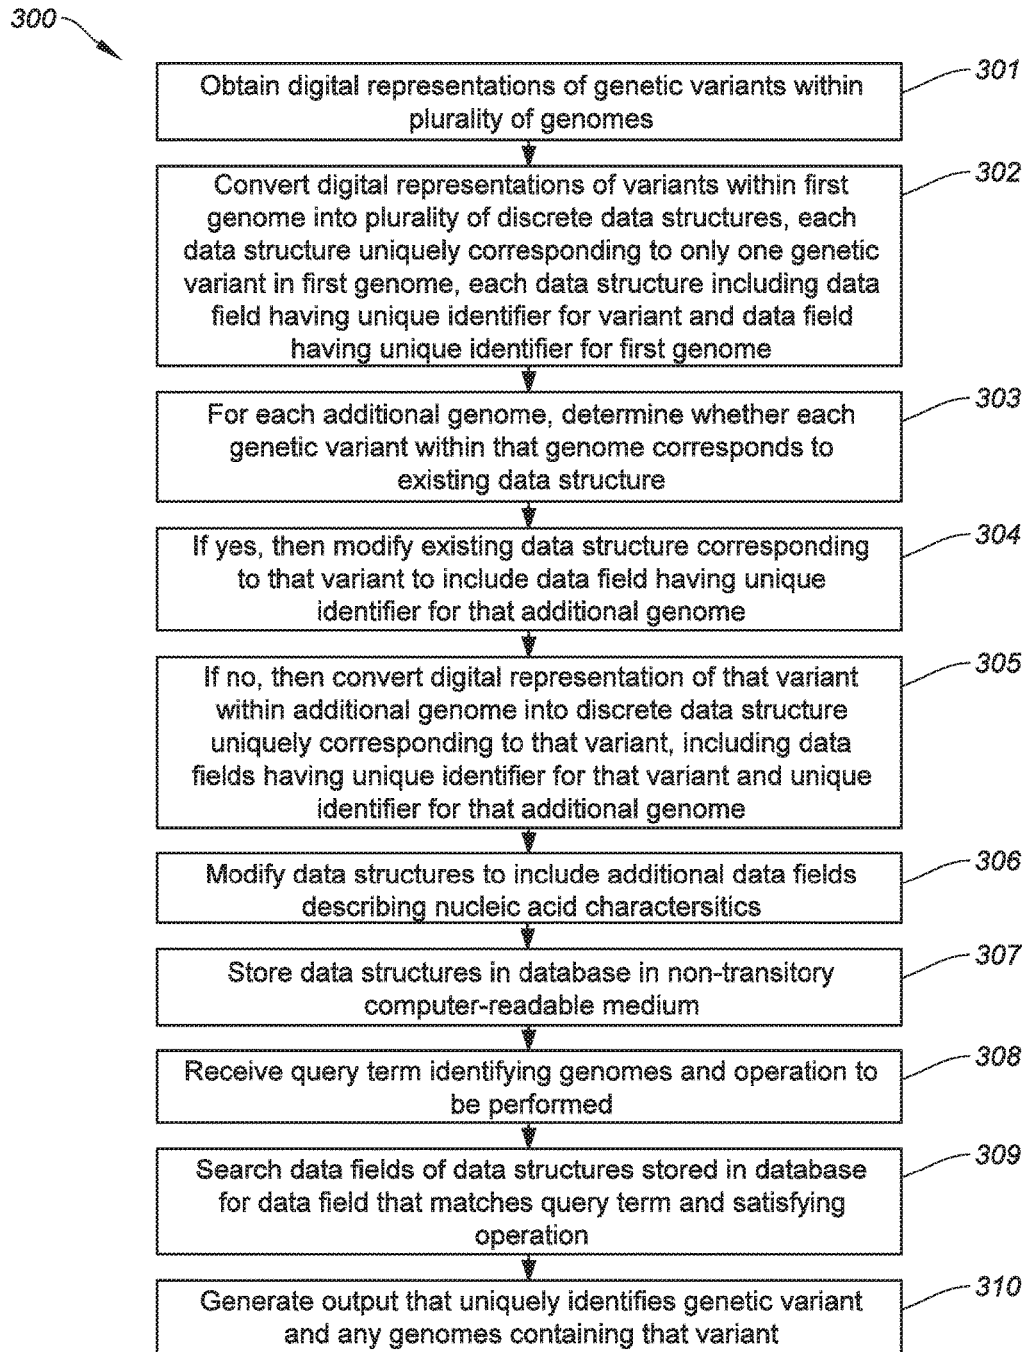 300
301
Obtain digital representations of genetic variants within
plurality of genomes
302
Convert digital representations of variants within first
genome into plurality of discrete data structures, each
data structure uniquely corresponding to only one genetic
variant in first genome, each data structure including data
field having unique identifier for variant and data field
having unique identifier for first genome
303
For each additional genome, determine whether each
genetic variant within that genome corresponds to
existing data structure
304
If yes, then modify existing data structure corresponding
to that variant to include data field having unique
identifier for that additional genome
305
If no, then convert digital representation of that variant
within additional genome into discrete data structure
uniquely corresponding to that variant, including data
fields having unique identifier for that variant and unique
identifier for that additional genome
306
Modify data structures to include additional data fields
describing nucleic acid charactersitics
307
Store data structures in database in non-transitory
computer-readable medium
308
Receive query term identifying genomes and operation to
be performed
309
Search data fields of data structures stored in database
for data field that matches query term and satisfying
operation
310
Generate output that uniquely identifies genetic variant
and any genomes containing that variant